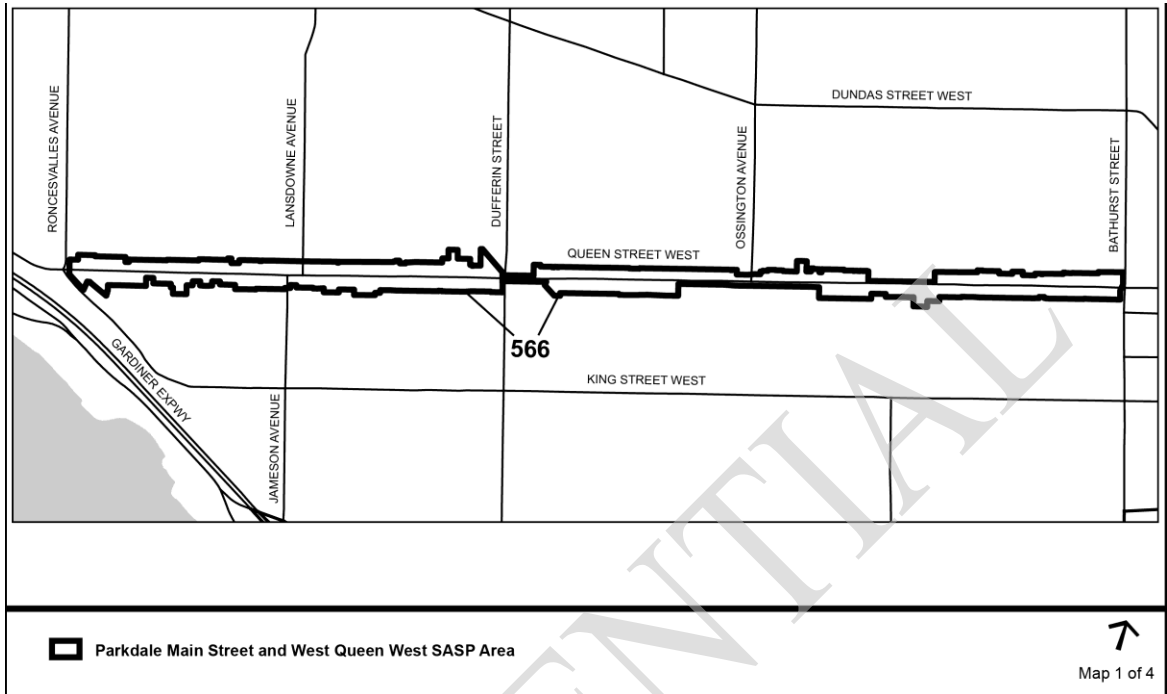 DUNDAS STREET WEST
RONCESVALLES AVENUE
LANSDOWNE AVENUE
DUFFERIN STREET
OSSINGTON AVENUE
BATHURST STREET
QUEEN STREET WEST
566
GARDINER EXPWY
KING STREET WEST
JAMESON AVENUE
ENTIAL
Parkdale Main Street and West Queen West SASP Area
Map 1 of 4